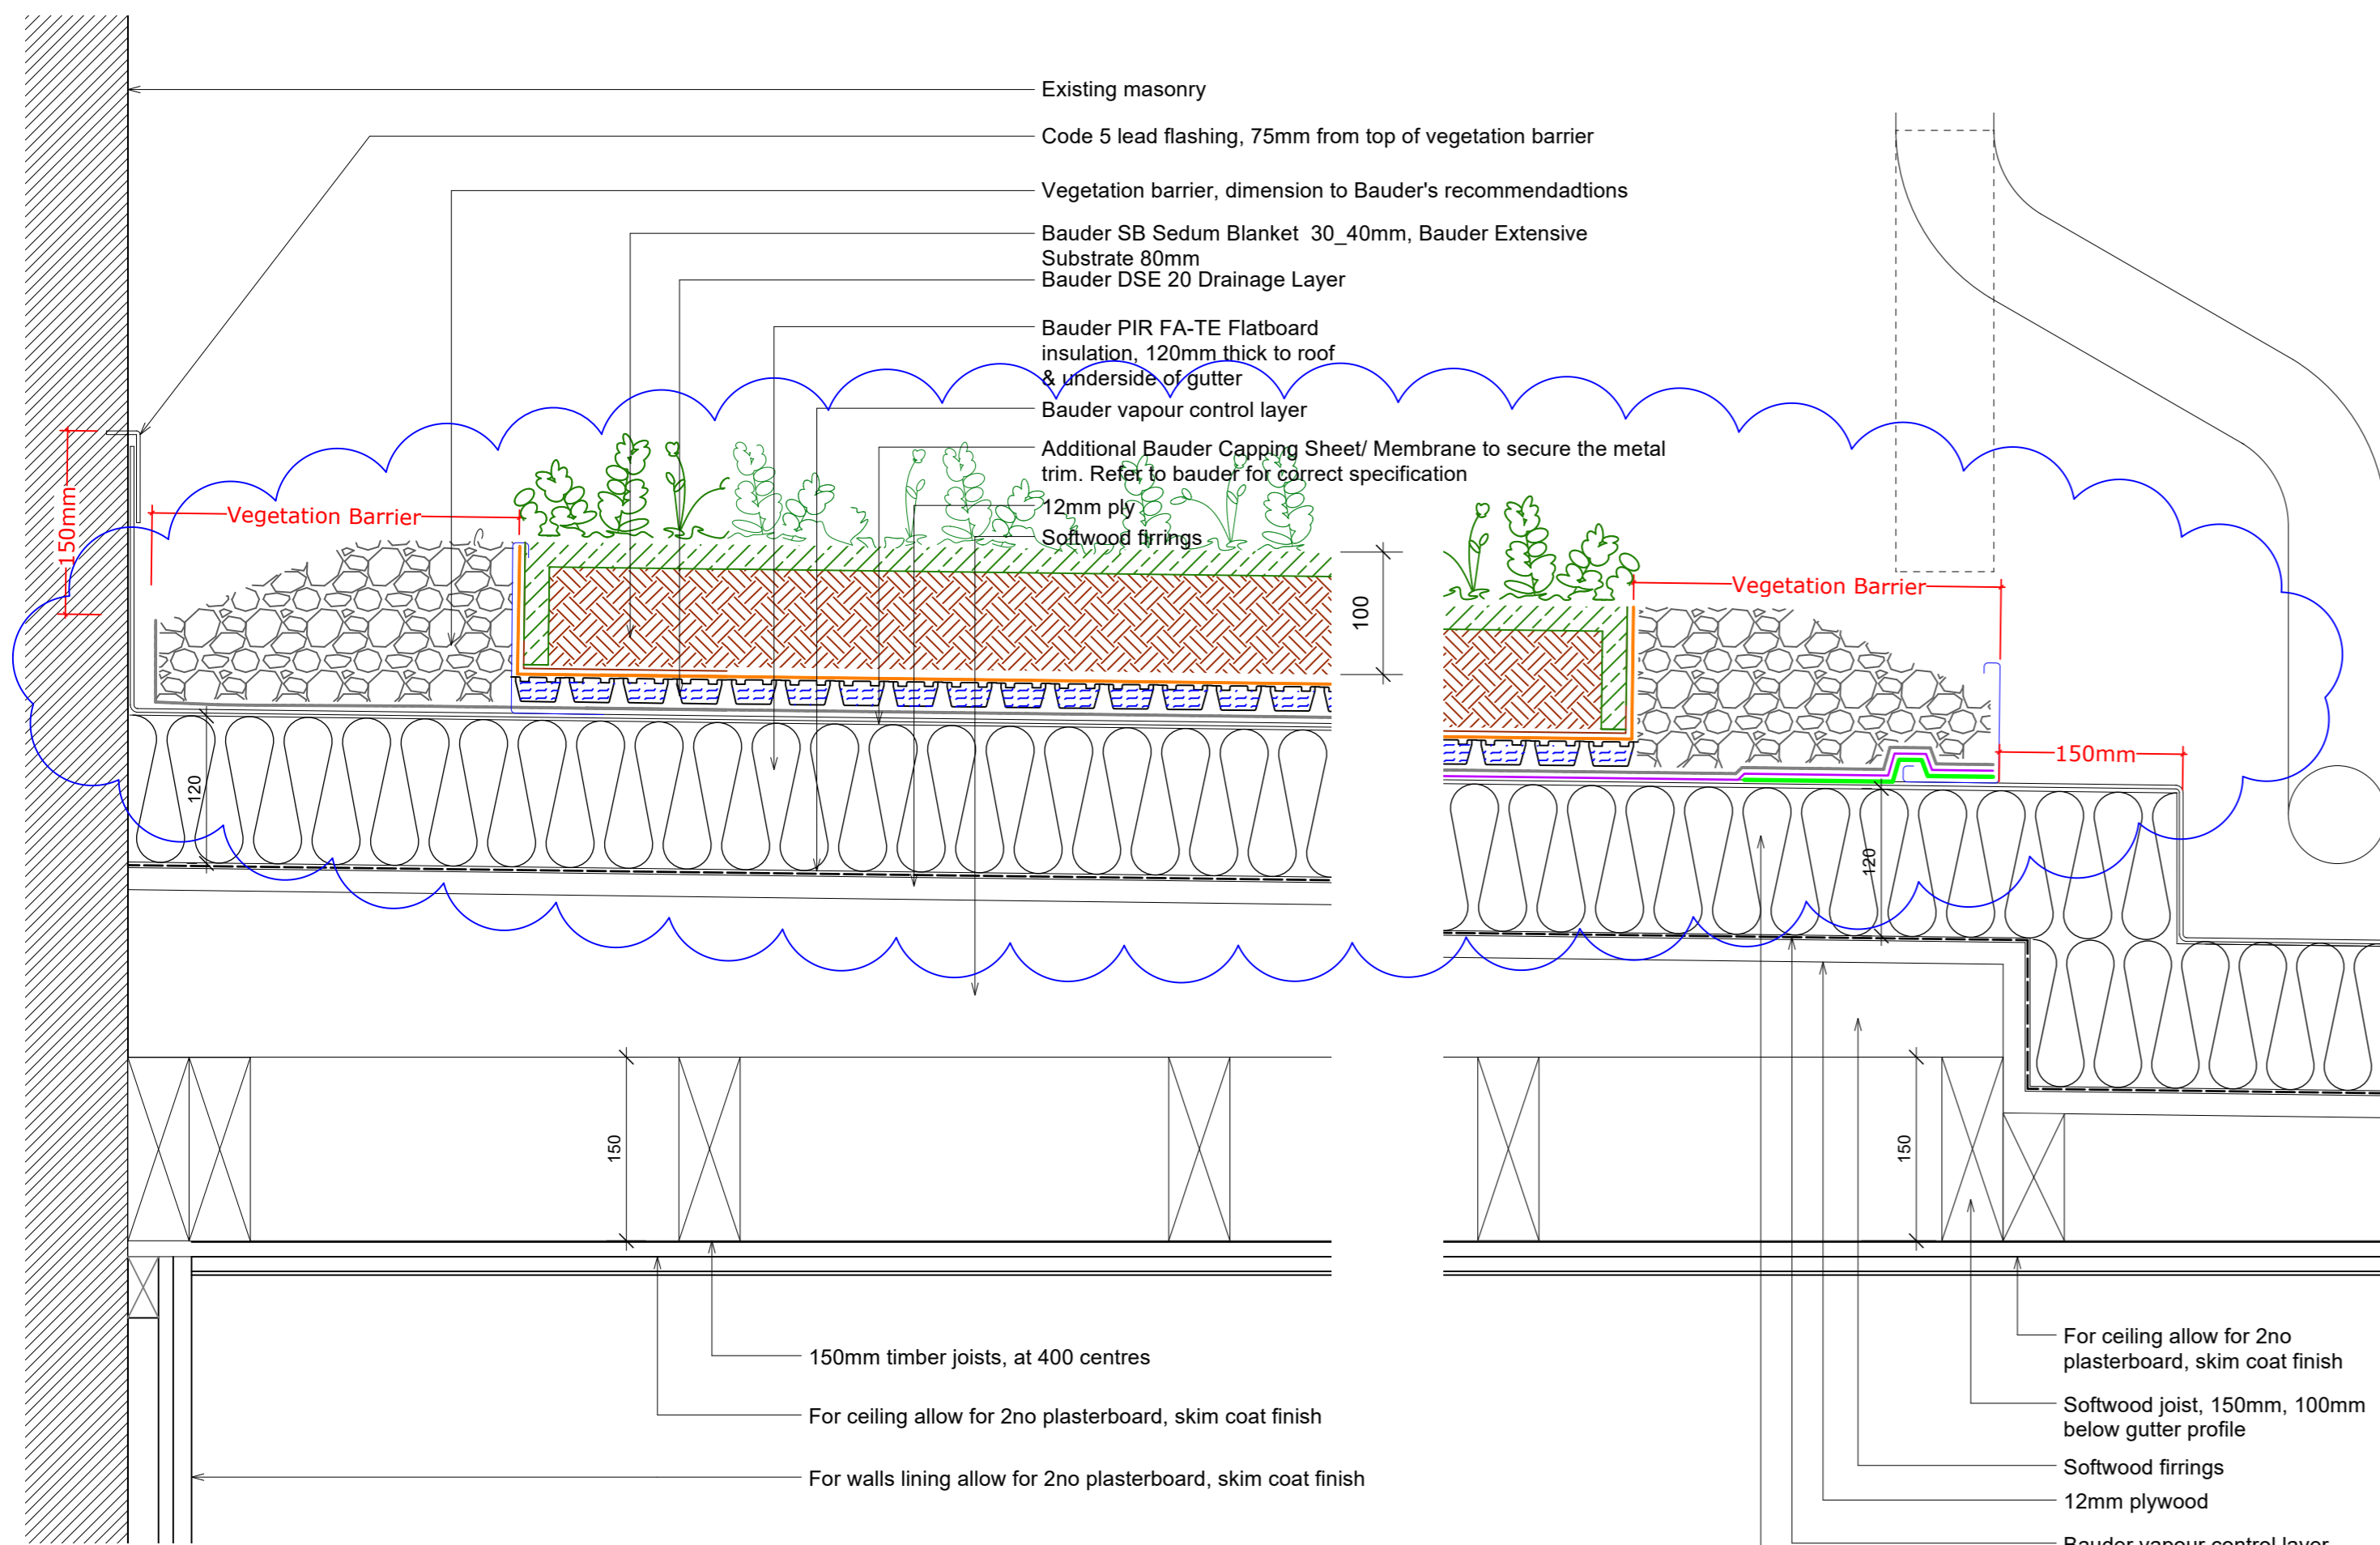 Existing masonry
Code 5 lead flashing, 75mm from top of vegetation barrier
Vegetation barrier, dimension to Bauder's recommendadtions
Bauder SB Sedum Blanket  30_40mm, Bauder Extensive
Substrate 80mm
Bauder DSE 20 Drainage Layer
Bauder PIR FA-TE Flatboard
insulation, 120mm thick to roof
& underside of gutter
Bauder vapour control layer
Additional Bauder Capping Sheet/ Membrane to secure the metal
trim. Refer to bauder for correct specification
12mm ply
Softwood firrings
150mm
Vegetation Barrier
100
Vegetation Barrier
150mm
120
120
150
150
150mm timber joists, at 400 centres
For ceiling allow for 2no plasterboard, skim coat finish
For walls lining allow for 2no plasterboard, skim coat finish
For ceiling allow for 2no
plasterboard, skim coat finish
Softwood joist, 150mm, 100mm
below gutter profile
Softwood firrings
12mm plywood
Bauder vapour control layer